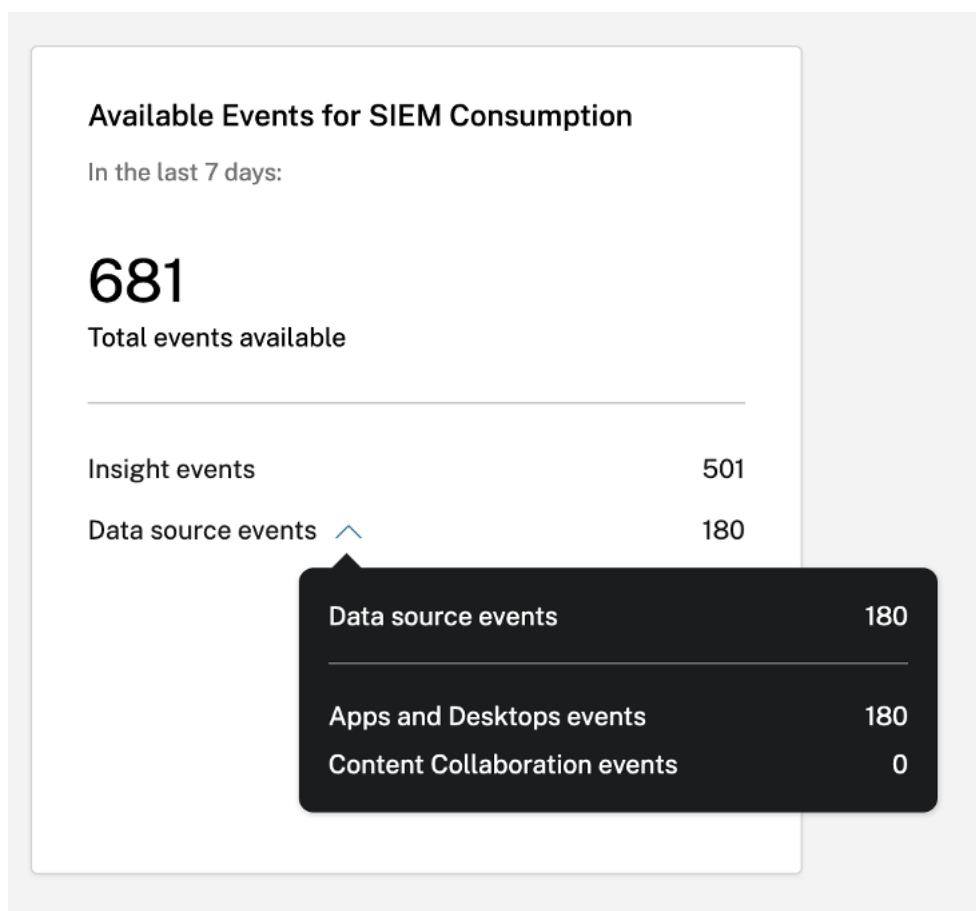 Available Events for SIEM Consumption
In the last 7 days:
681
Total events available
Insight events 501
Data source events 180
Data source events 180
Apps and Desktops events 180
Content Collaboration events 0